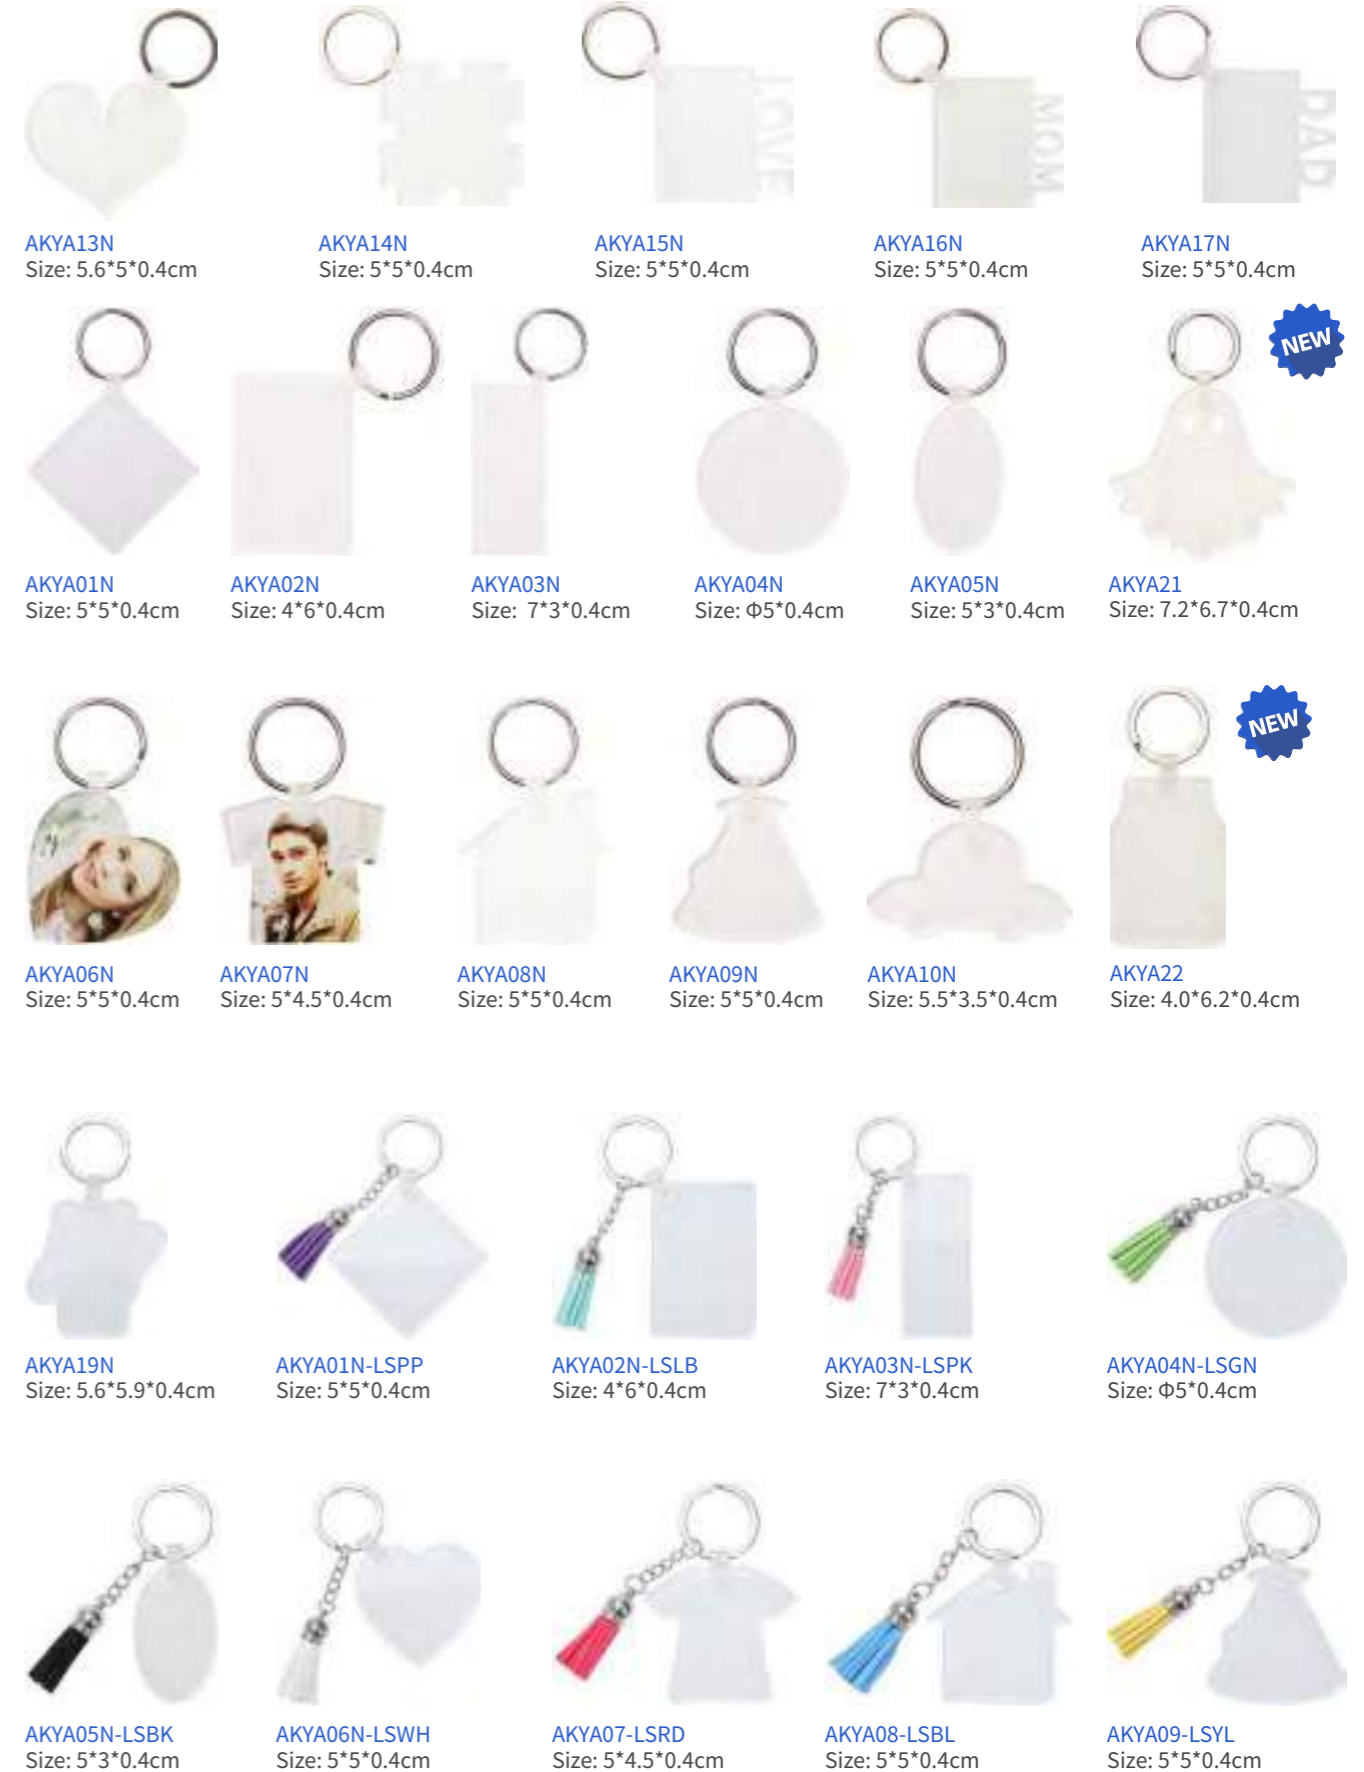 LOVE
MOM
DAD
AKYA13N
Size: 5.6*5*0.4cm
AKYA14N
Size: 5*5*0.4cm
AKYA15N
Size: 5*5*0.4cm
AKYA16N
Size: 5*5*0.4cm
AKYA17N
Size: 5*5*0.4cm
NEW
AKYA01N
Size: 5*5*0.4cm
AKYA02N
Size: 4*6*0.4cm
AKYA03N
Size: 7*3*0.4cm
AKYA04N
Size: Φ5*0.4cm
AKYA05N
Size: 5*3*0.4cm
AKYA21
Size: 7.2*6.7*0.4cm
NEW
AKYA06N
Size: 5*5*0.4cm
AKYA07N
Size: 5*4.5*0.4cm
AKYA08N
Size: 5*5*0.4cm
AKYA09N
Size: 5*5*0.4cm
AKYA10N
Size: 5.5*3.5*0.4cm
AKYA22
Size: 4.0*6.2*0.4cm
AKYA19N
Size: 5.6*5.9*0.4cm
AKYA01N-LSPP
Size: 5*5*0.4cm
AKYA02N-LSLB
Size: 4*6*0.4cm
AKYA03N-LSPK
Size: 7*3*0.4cm
AKYA04N-LSGN
Size: Φ5*0.4cm
AKYA05N-LSBK
Size: 5*3*0.4cm
AKYA06N-LSWH
Size: 5*5*0.4cm
AKYA07-LSRD
Size: 5*4.5*0.4cm
AKYA08-LSBL
Size: 5*5*0.4cm
AKYA09-LSYL
Size: 5*5*0.4cm